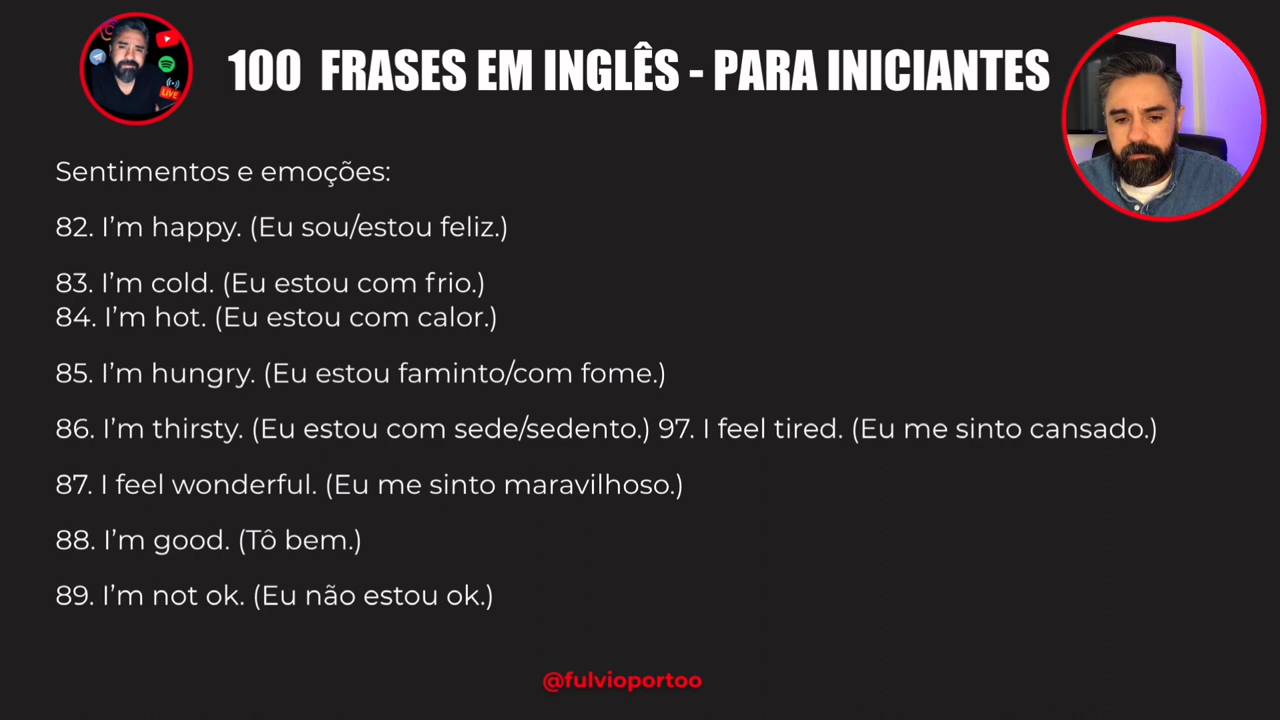 100 FRASES EM INGLÊS - PARA INICIANTES
LIVE
Sentimentos e emoções:
82. I’m happy. (Eu sou/estou feliz.)
83. I’m cold. (Eu estou com frio.)
84. I’m hot. (Eu estou com calor.)
85. I’m hungry. (Eu estou faminto/com fome.)
86. I’m thirsty. (Eu estou com sede/sedento.) 97. I feel tired. (Eu me sinto cansado.)
87. I feel wonderful. (Eu me sinto maravilhoso.)
88. I’m good. (Tô bem.)
89. I’m not ok. (Eu não estou ok.)
@fulvioportoo